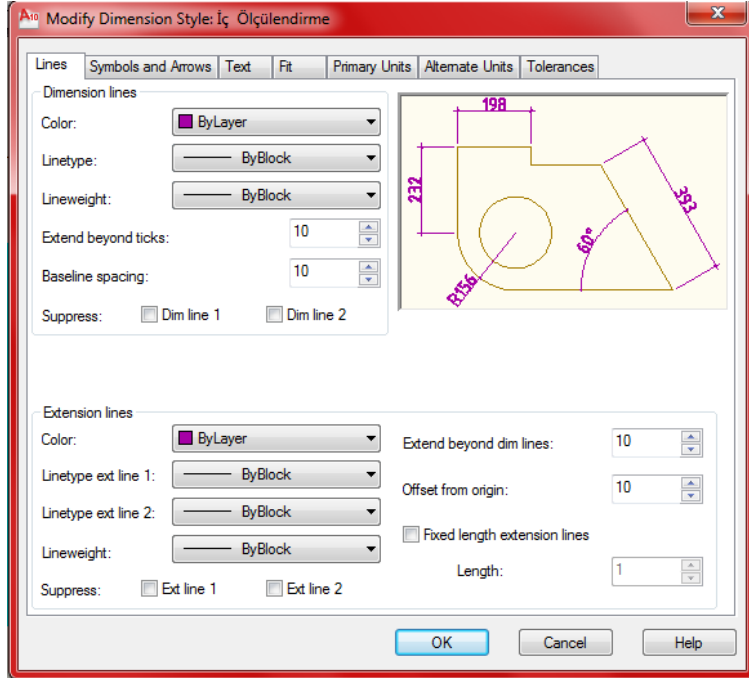 A10 Modify Dimension Style: İç Ölçülendirme
Lines Symbols and Arrows Text Fit Primary Units Alternate Units Tolerances
Dimension lines
Color: ByLayer
Linetype: ByBlock
Lineweight: ByBlock
Extend beyond ticks: 10
Baseline spacing: 10
Suppress: Dim line 1 Dim line 2
198
232
393
60°
R156
Extension lines
Color: ByLayer
Linetype ext line 1: ByBlock
Linetype ext line 2: ByBlock
Lineweight: ByBlock
Suppress: Ext line 1 Ext line 2
Extend beyond dim lines: 10
Offset from origin: 10
Fixed length extension lines
Length: 1
OK Cancel Help